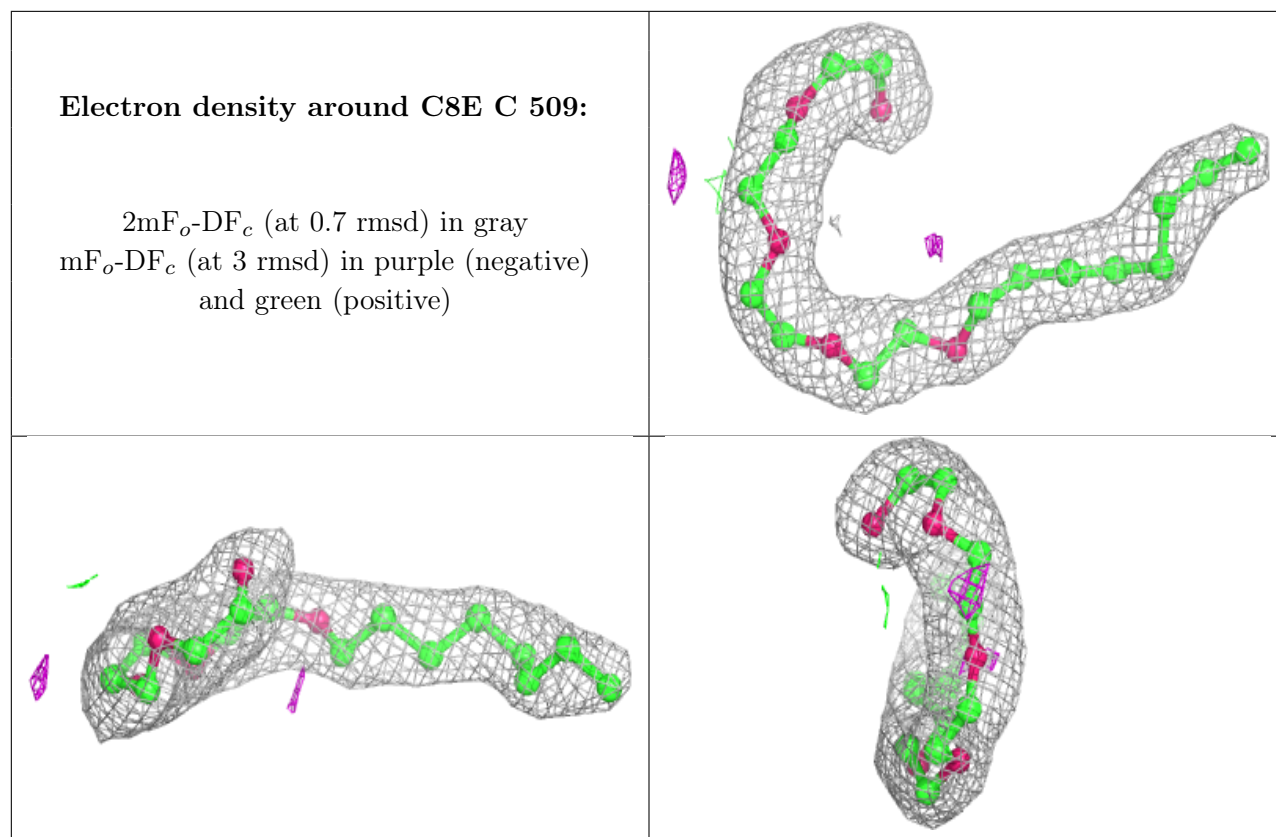 Electron density around C8E C 509:
2mFₒ-DF𝒸 (at 0.7 rmsd) in gray
mFₒ-DF𝒸 (at 3 rmsd) in purple (negative)
and green (positive)